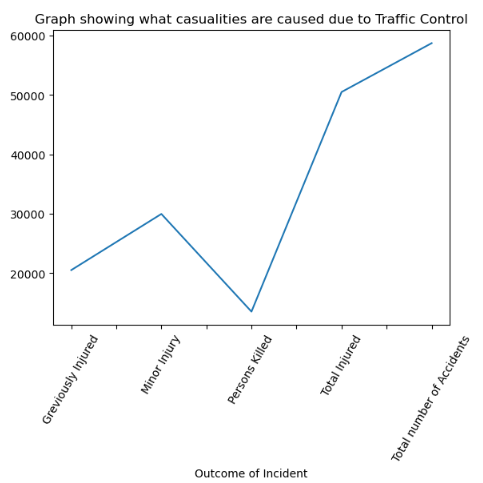 Graph showing what casualities are caused due to Traffic Control
60000
50000
40000
30000
20000
Greviously Injured
Minor Injury
Persons Killed
Total Injured
Total number of Accidents
Outcome of Incident